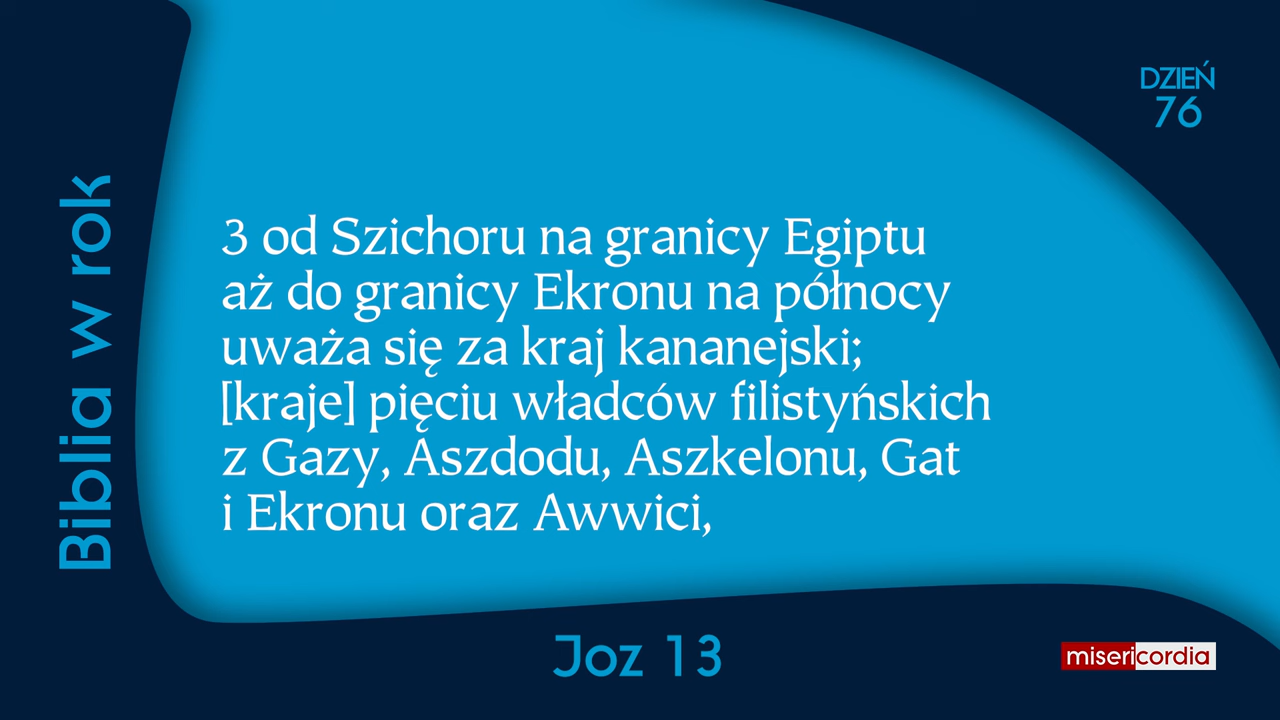 DZIEŃ
76
Biblia w rok
3 od Szichoru na granicy Egiptu
aż do granicy Ekronu na północy
uważa się za kraj kananejski;
[kraje] pięciu władców filistyńskich
z Gazy, Aszdodu, Aszkelonu, Gat
i Ekronu oraz Awwici,
Joz 13
misericordia